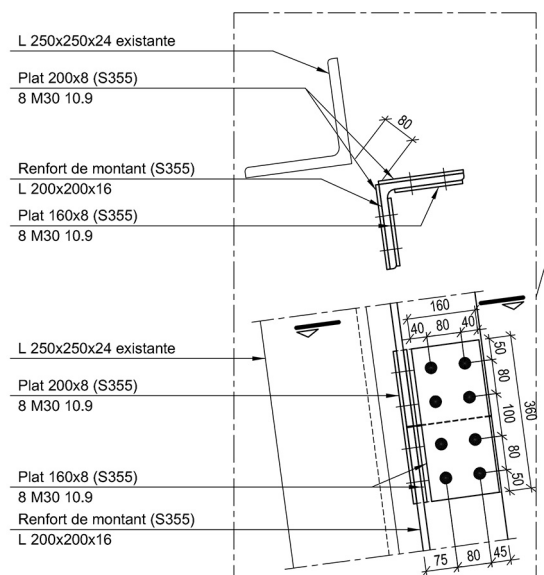 L 250x250x24 existante
Plat 200x8 (S355)
8 M30 10.9
80
Renfort de montant (S355)
L 200x200x16
Plat 160x8 (S355)
8 M30 10.9
160
40 80 40
L 250x250x24 existante
Plat 200x8 (S355)
8 M30 10.9
50
80
100
360
80
50
Plat 160x8 (S355)
8 M30 10.9
Renfort de montant (S355)
L 200x200x16
75 80 45